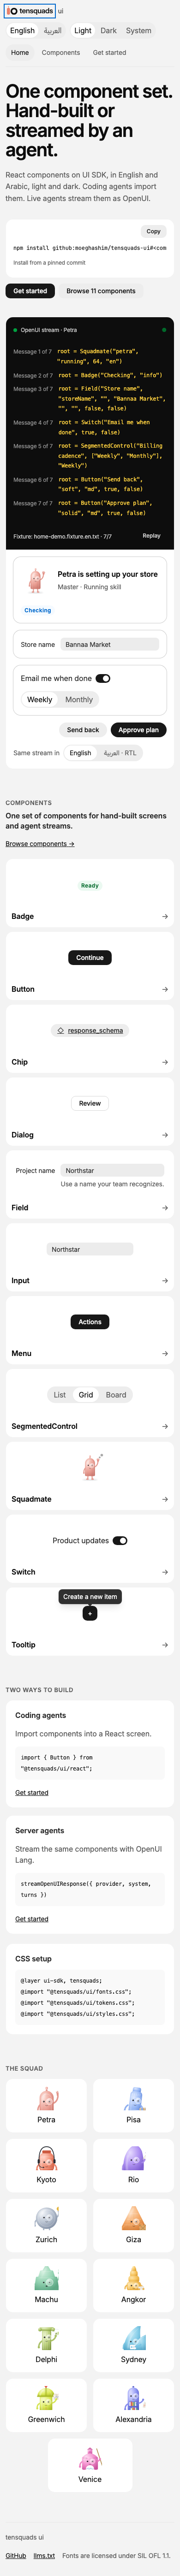 tensquads ui
English العربية Light Dark System
Home Components Get started
One component set.
Hand-built or
streamed by an
agent.
React components on UI SDK, in English and
Arabic, light and dark. Coding agents import
them. Live agents stream them as OpenUI.
Copy
npm install github:moeghashim/tensquads-ui#<com
Install from a pinned commit
Get started Browse 11 components
OpenUI stream · Petra
Message 1 of 7 root = Squadmate("petra",
"running", 64, "en")
Message 2 of 7 root = Badge("Checking", "info")
Message 3 of 7 root = Field("Store name",
"storeName", "", "Bannaa Market",
"", "", false, false)
Message 4 of 7 root = Switch("Email me when
done", true, false)
Message 5 of 7 root = SegmentedControl("Billing
cadence", ["Weekly", "Monthly"],
"Weekly")
Message 6 of 7 root = Button("Send back",
"soft", "md", true, false)
Message 7 of 7 root = Button("Approve plan",
"solid", "md", true, false)
Fixture: home-demo.fixture.en.txt · 7/7 Replay
Petra is setting up your store
Master · Running skill
Checking
Store name Bannaa Market
Email me when done
Weekly Monthly
Send back Approve plan
Same stream in English العربية · RTL
COMPONENTS
One set of components for hand-built screens
and agent streams.
Browse components →
Ready
Badge →
Continue
Button →
response_schema
Chip →
Review
Dialog →
Project name Northstar
Use a name your team recognizes.
Field →
Northstar
Input →
Actions
Menu →
List Grid Board
SegmentedControl →
Squadmate →
Product updates
Switch →
Create a new item
+
Tooltip →
TWO WAYS TO BUILD
Coding agents
Import components into a React screen.
import { Button } from
"@tensquads/ui/react";
Get started
Server agents
Stream the same components with OpenUI
Lang.
streamOpenUIResponse({ provider, system,
turns })
Get started
CSS setup
@layer ui-sdk, tensquads;
@import "@tensquads/ui/fonts.css";
@import "@tensquads/ui/tokens.css";
@import "@tensquads/ui/styles.css";
THE SQUAD
Petra Pisa
Kyoto Rio
Zurich Giza
Machu Angkor
Delphi Sydney
Greenwich Alexandria
Venice
tensquads ui
GitHub llms.txt Fonts are licensed under SIL OFL 1.1.